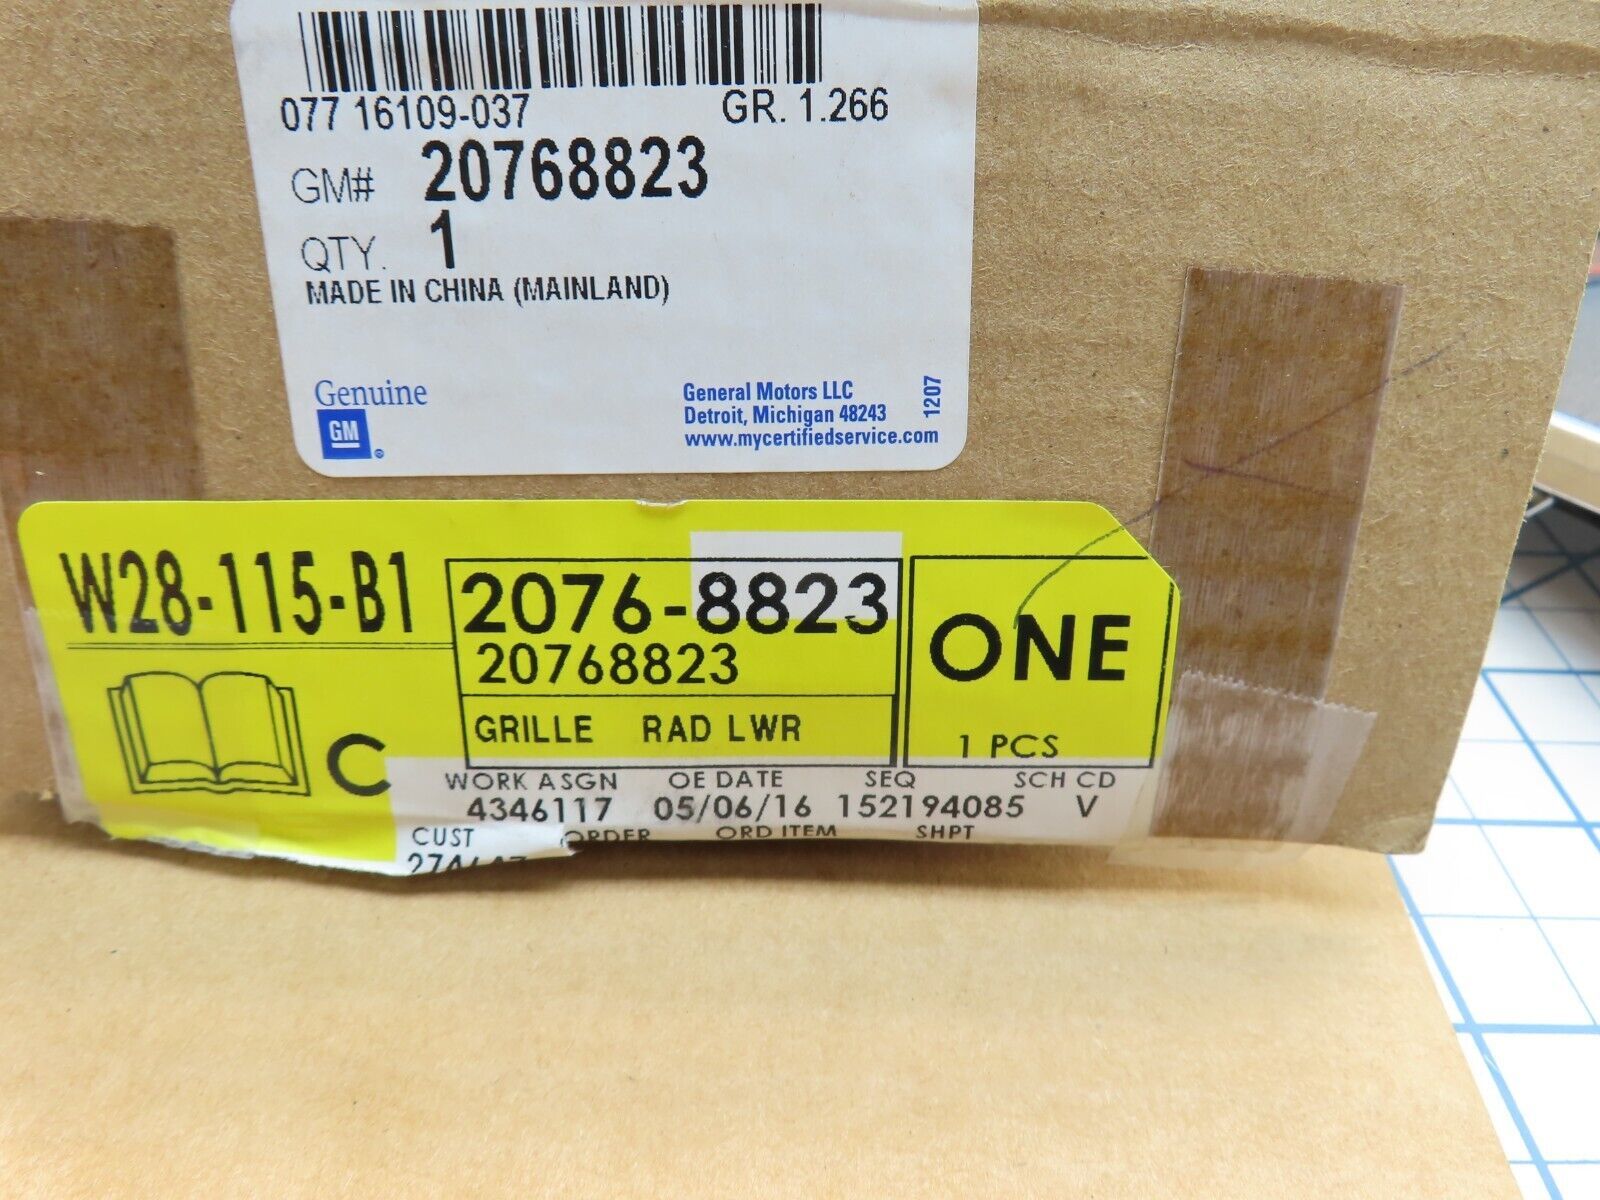 077 16109-037 GR. 1.266
GM# 20768823
QTY. 1
MADE IN CHINA (MAINLAND)
Genuine
GM
General Motors LLC
Detroit, Michigan 48243
www.mycertifiedservice.com
1207
W28-115-B1
C
2076-8823
20768823
GRILLE RAD LWR
ONE
1 PCS
WORK ASGN OE DATE SEQ SCH CD
4346117 05/06/16 152194085 V
CUST ORDER ORD ITEM SHPT